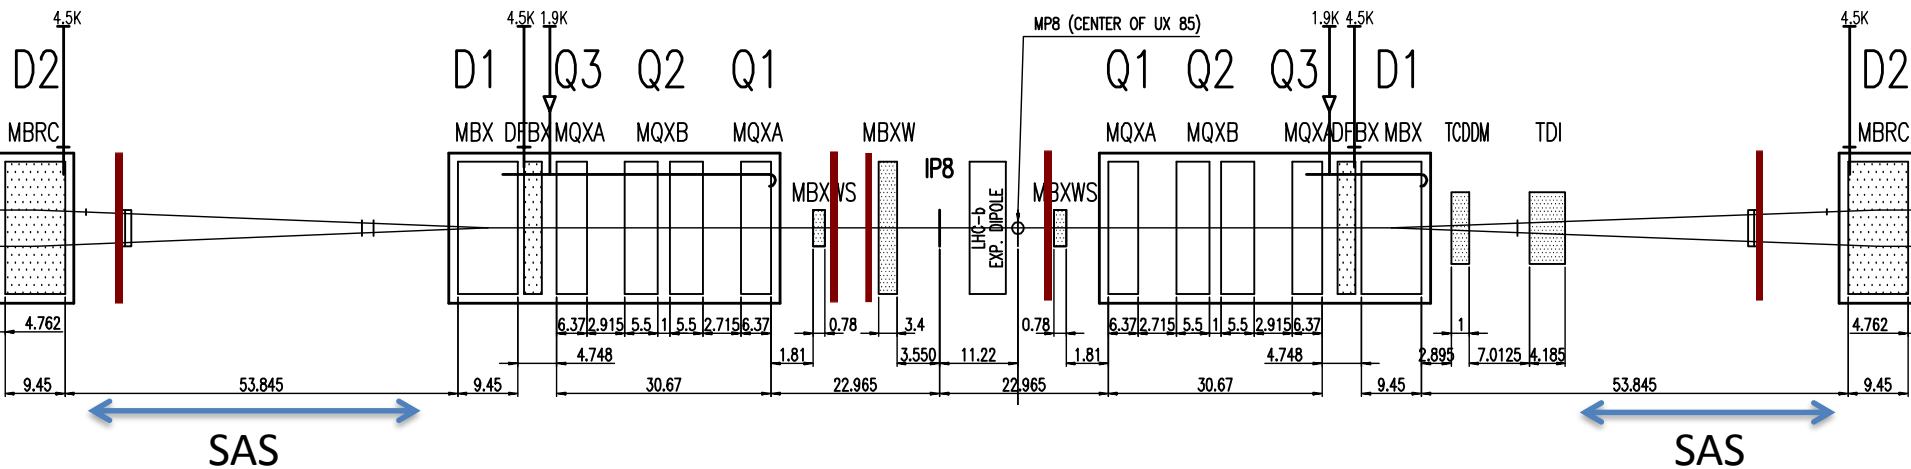 4.5K 4.5K 1.9K MP8 (CENTER OF UX 85) 1.9K 4.5K 4.5K
D2 D1 Q3 Q2 Q1 Q1 Q2 Q3 D1 D2
MBRC MBX DFBX MQXA MQXB MQXA MBXW MQXA MQXB MQXA DFBX MBX TCDDM TDI MBRC
IP8
MBXWS MBXWS
LHC-b
EXP. DIPOLE
4.762 6.37 2.915 5.5 1 5.5 2.715 6.37 0.78 3.4 0.78 6.37 2.715 5.5 1 5.5 2.915 6.37 1 4.762
4.748 1.81 3.550 11.22 1.81 4.748 2.895 7.0125 4.185
9.45 53.845 9.45 30.67 22.965 22.965 30.67 9.45 53.845 9.45
SAS SAS